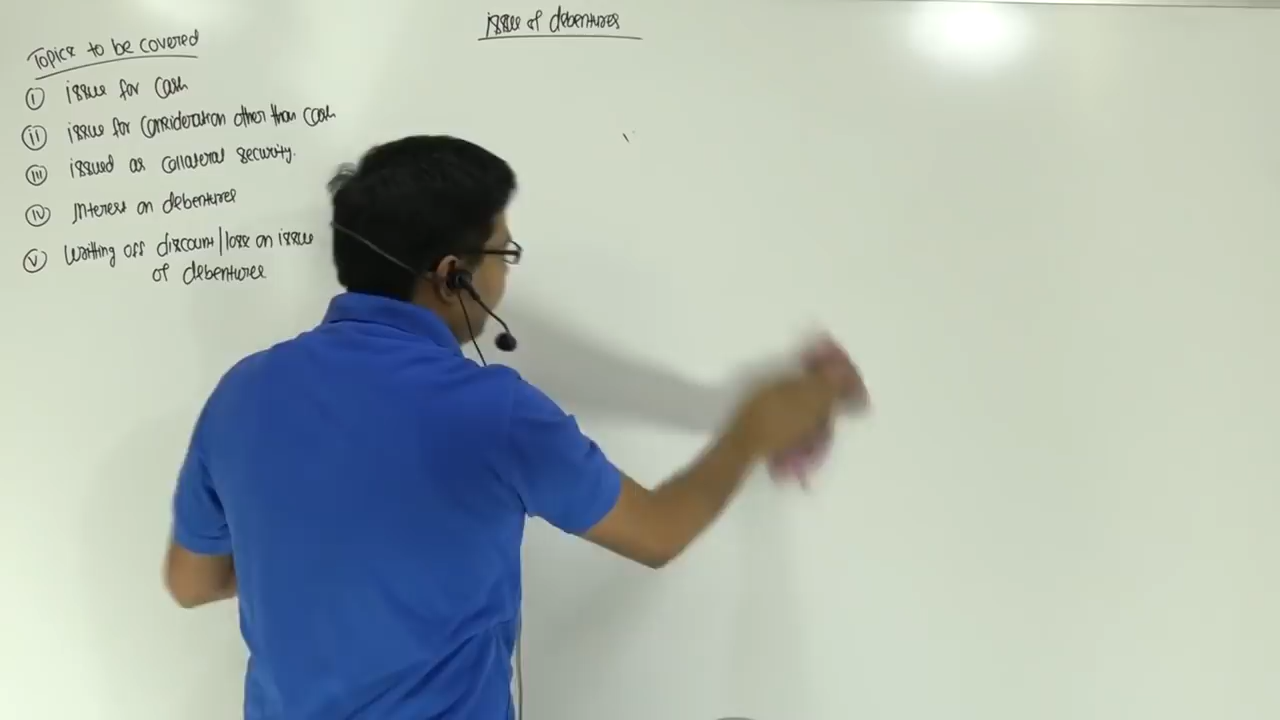 issue of debentures
Topics to be covered
(i) issue for cash
(ii) issue for consideration other than cash
(iii) issued as collateral security.
(iv) interest on debentures
(v) Writting off discount/loss on issue
of debentures